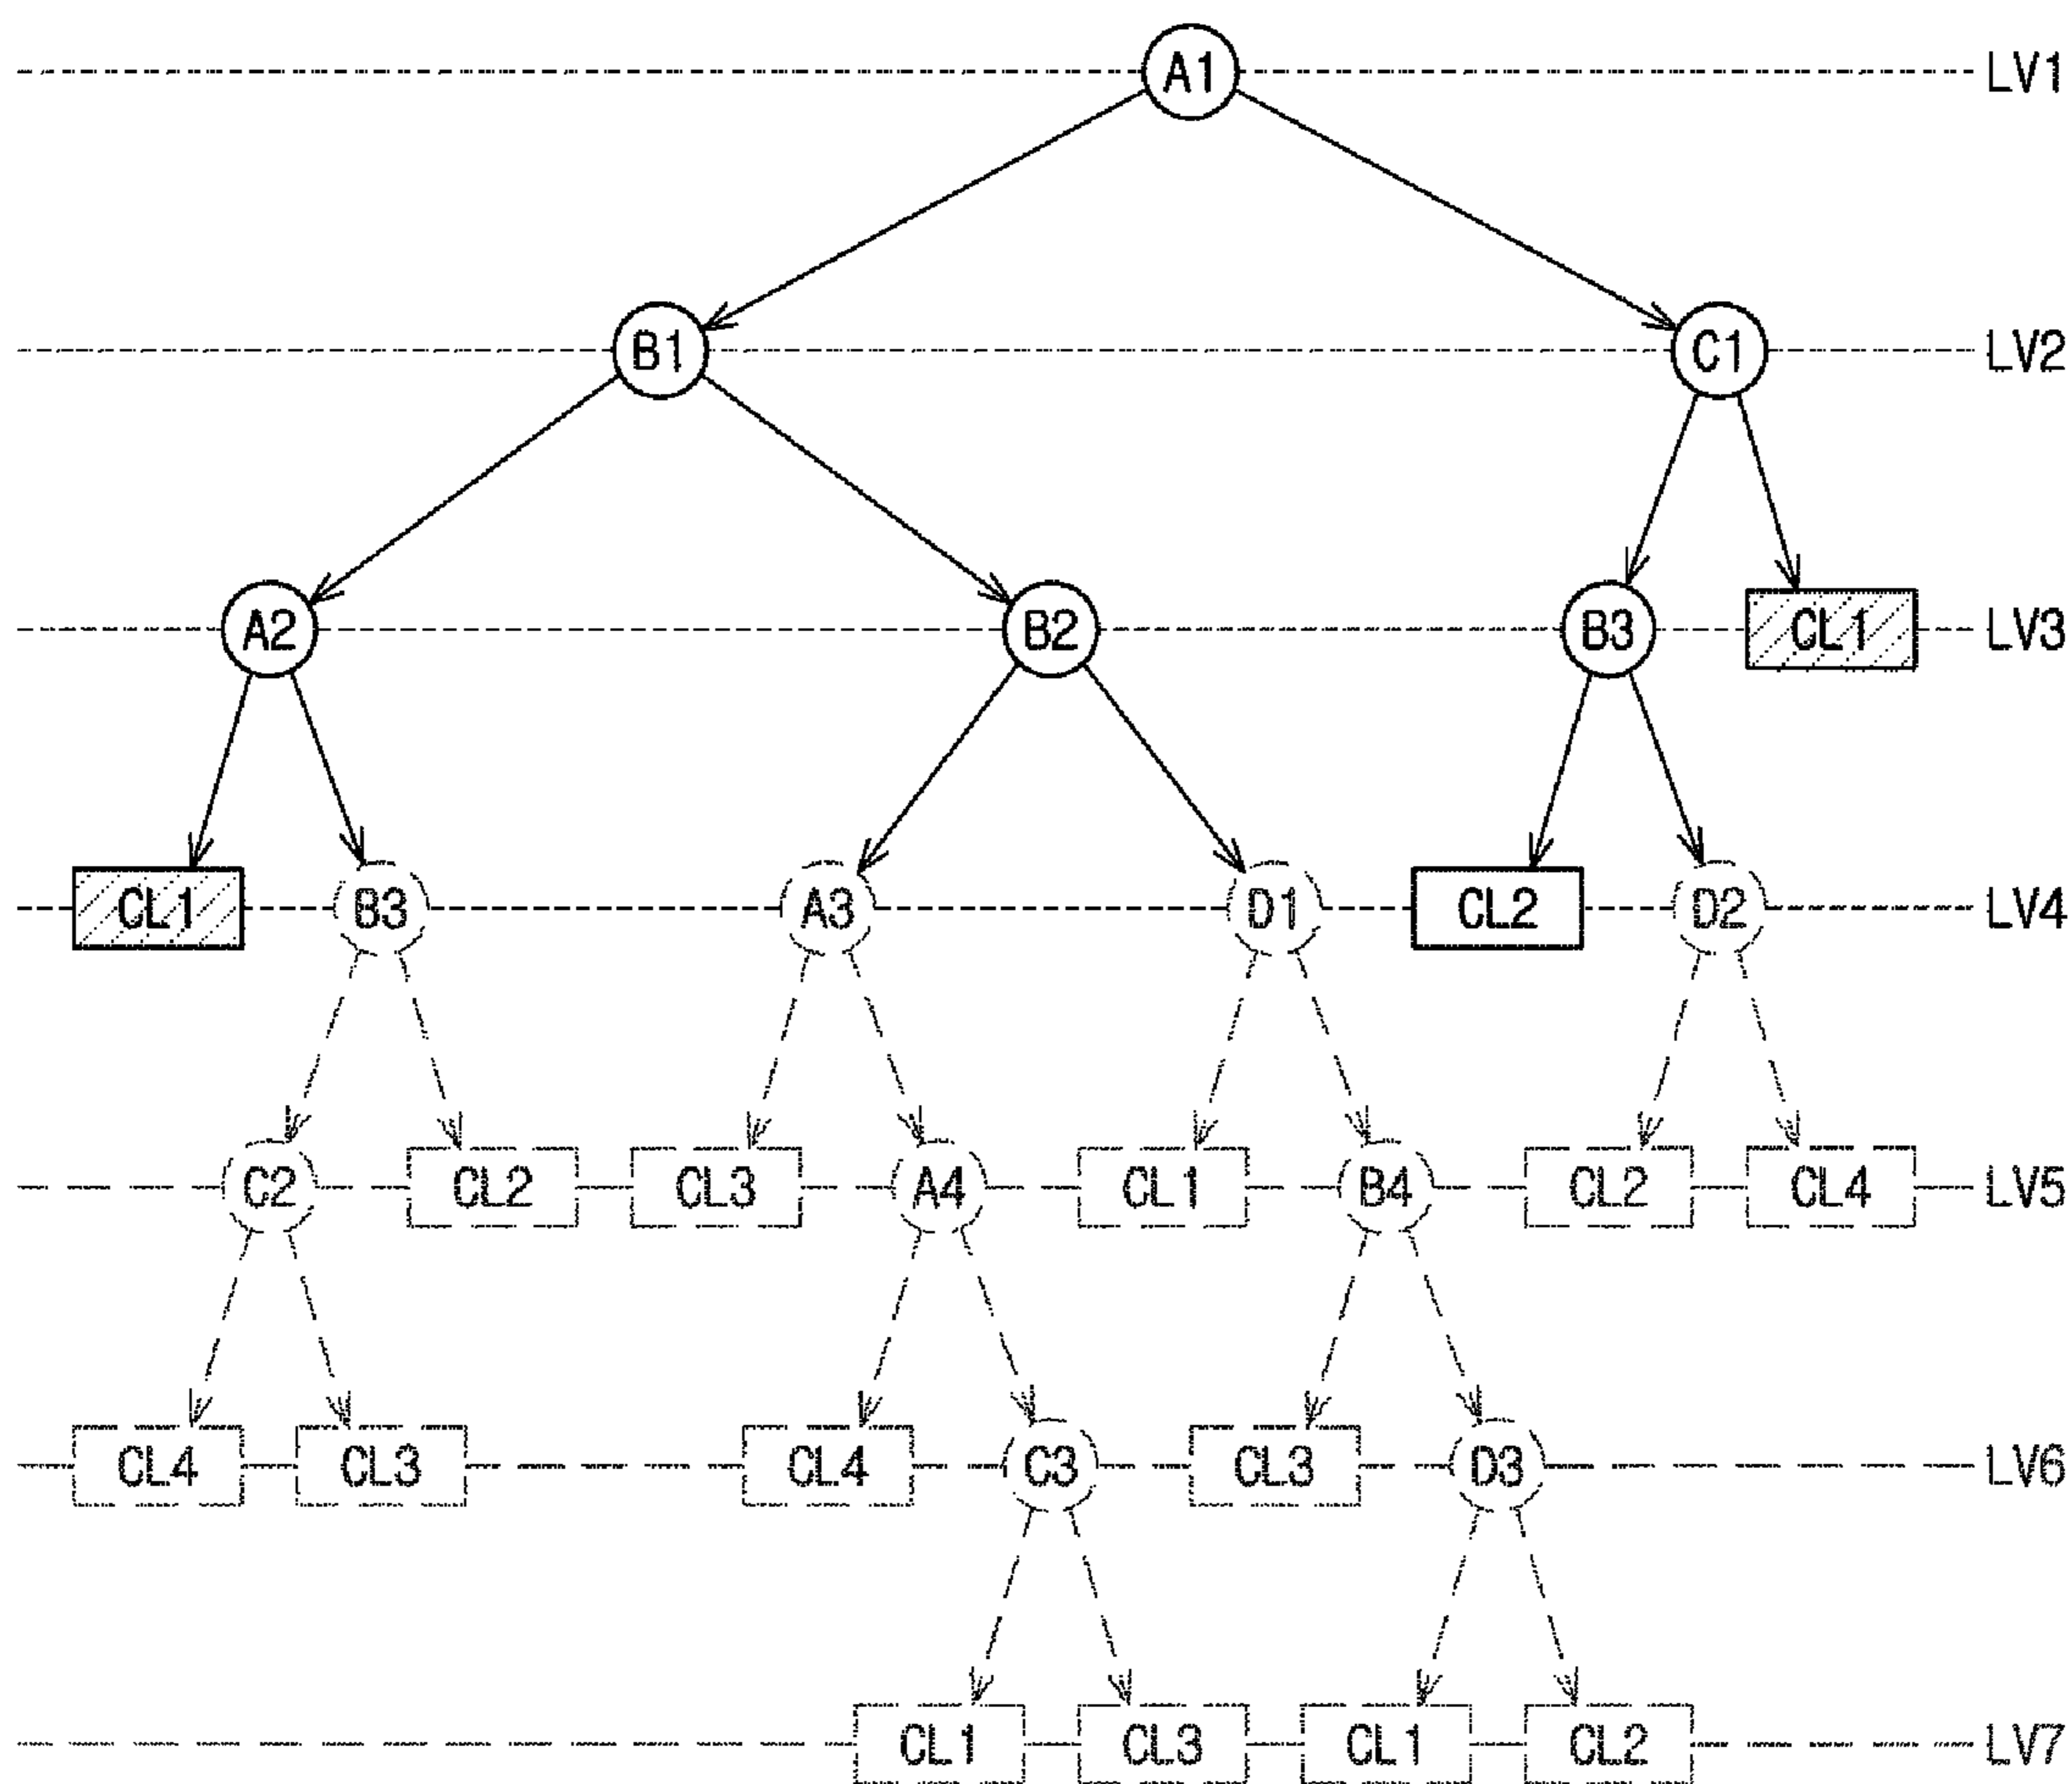 A1 LV1
B1 C1 LV2
A2 B2 B3 CL1 LV3
CL1 B3 A3 D1 CL2 D2 LV4
C2 CL2 CL3 A4 CL1 B4 CL2 CL4 LV5
CL4 CL3 CL4 C3 CL3 D3 LV6
CL1 CL3 CL1 CL2 LV7